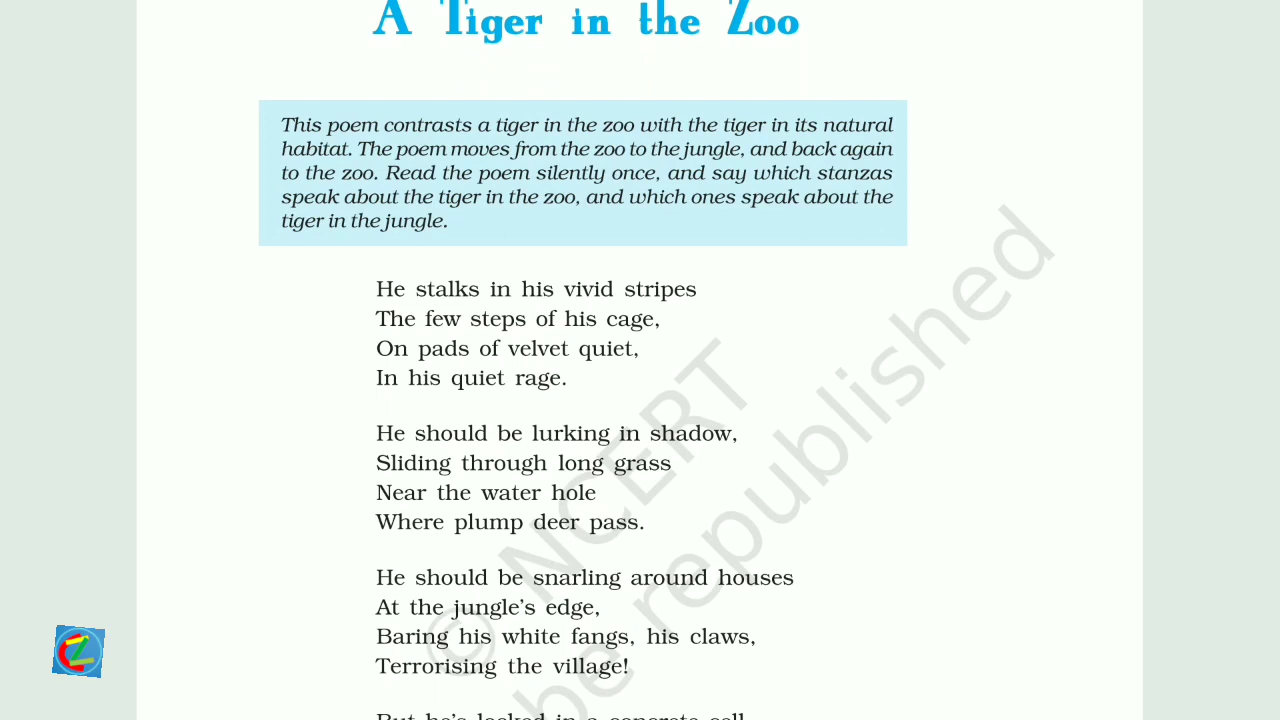 A Tiger in the Zoo
This poem contrasts a tiger in the zoo with the tiger in its natural
habitat. The poem moves from the zoo to the jungle, and back again
to the zoo. Read the poem silently once, and say which stanzas
speak about the tiger in the zoo, and which ones speak about the
tiger in the jungle.
He stalks in his vivid stripes
The few steps of his cage,
On pads of velvet quiet,
In his quiet rage.
He should be lurking in shadow,
Sliding through long grass
Near the water hole
Where plump deer pass.
He should be snarling around houses
At the jungle's edge,
Baring his white fangs, his claws,
Terrorising the village!
But he's locked in a concrete cell
© NCERT
be republished